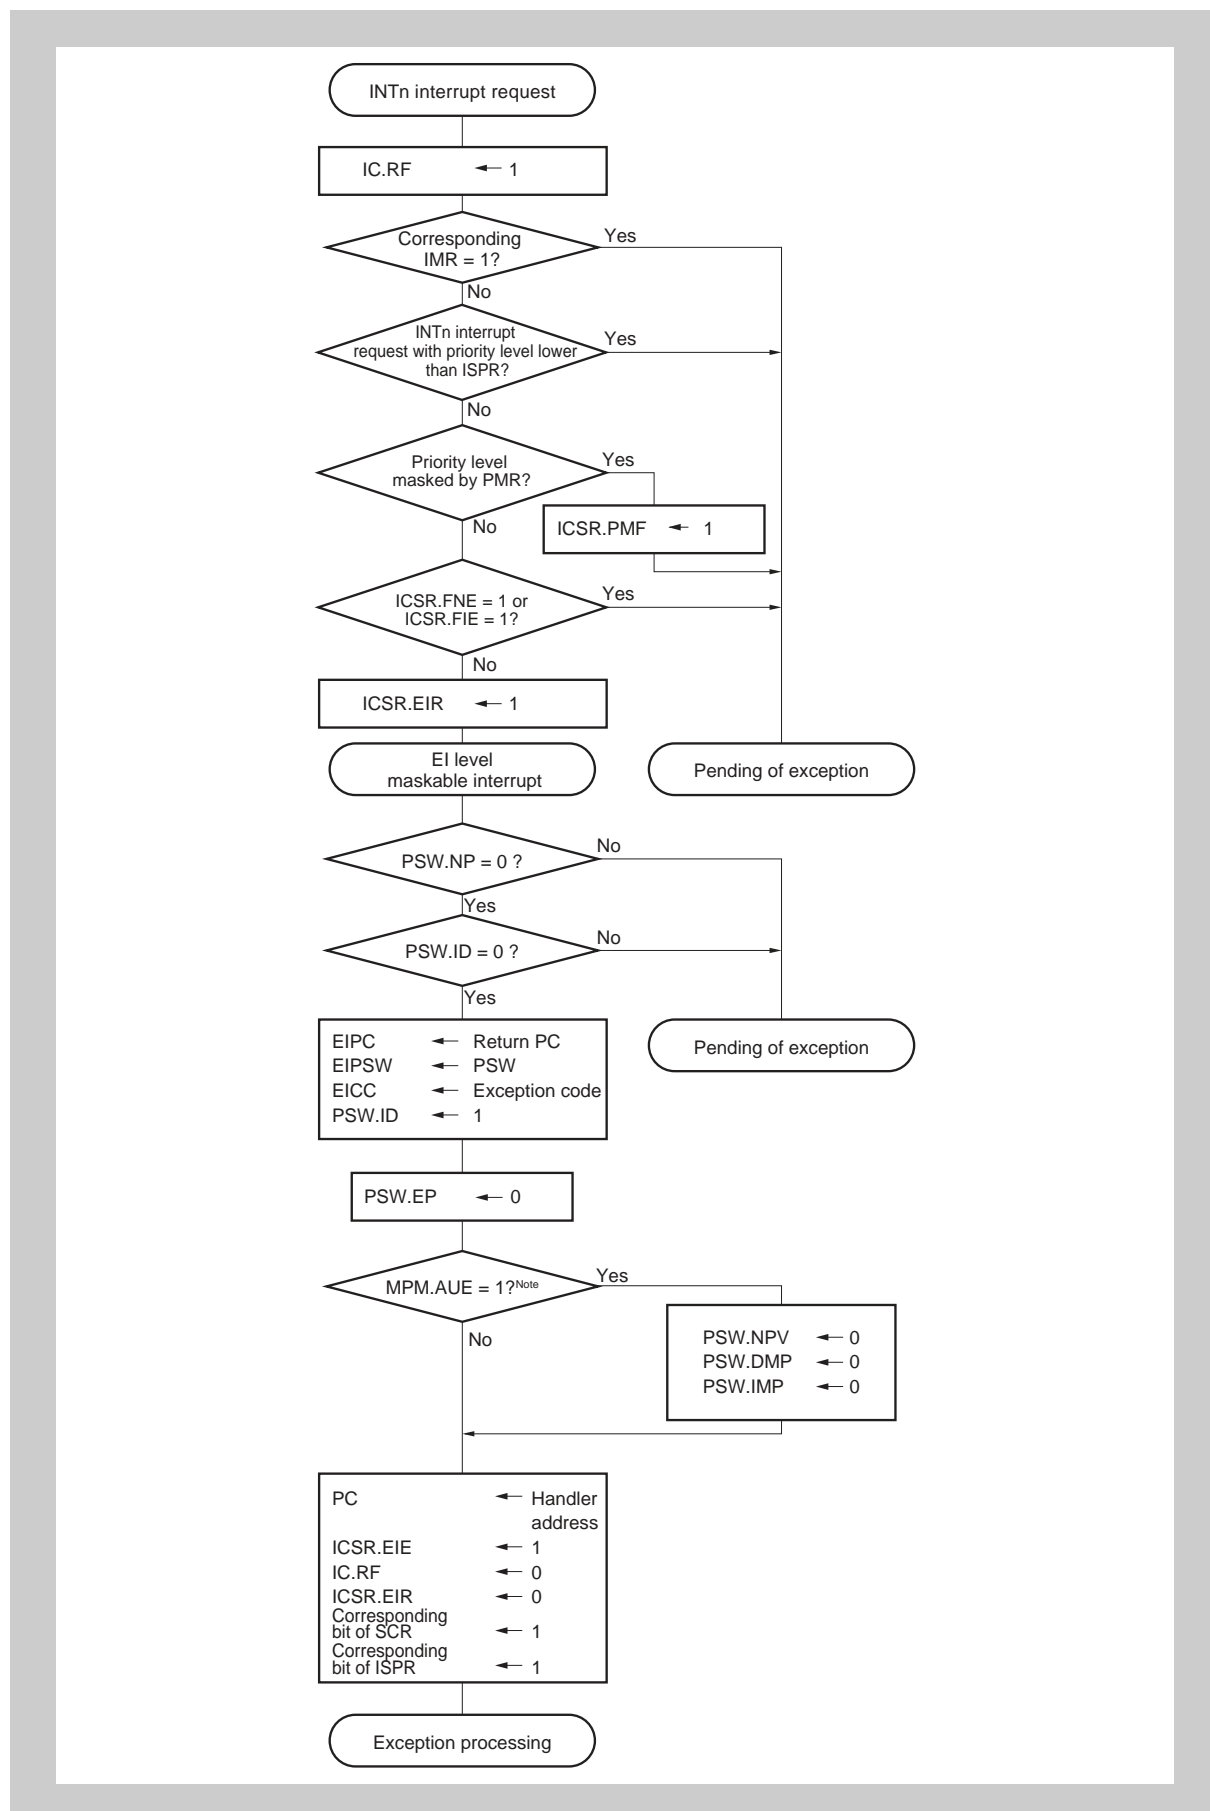 INTn interrupt request
IC.RF ← 1
Corresponding
IMR = 1?
Yes
No
INTn interrupt
request with priority level lower
than ISPR?
Yes
No
Priority level
masked by PMR?
Yes
No
ICSR.PMF ← 1
ICSR.FNE = 1 or
ICSR.FIE = 1?
Yes
No
ICSR.EIR ← 1
EI level
maskable interrupt
Pending of exception
PSW.NP = 0 ?
No
Yes
PSW.ID = 0 ?
No
Yes
EIPC ← Return PC
EIPSW ← PSW
EICC ← Exception code
PSW.ID ← 1
Pending of exception
PSW.EP ← 0
MPM.AUE = 1?Note
Yes
No
PSW.NPV ← 0
PSW.DMP ← 0
PSW.IMP ← 0
PC ← Handler
address
ICSR.EIE ← 1
IC.RF ← 0
ICSR.EIR ← 0
Corresponding
bit of SCR ← 1
Corresponding
bit of ISPR ← 1
Exception processing